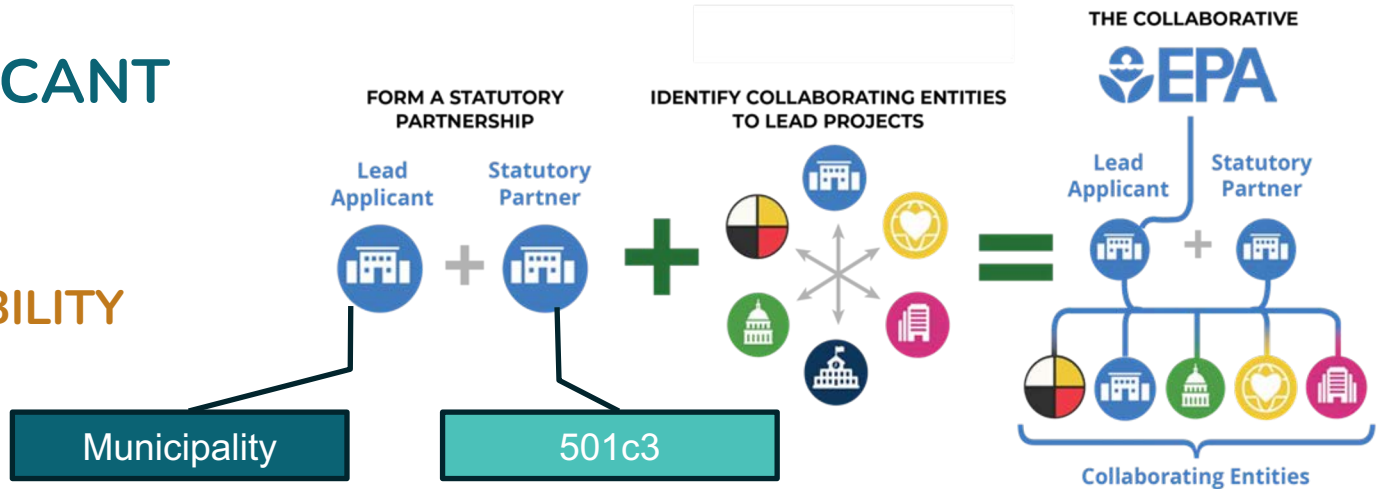 CANT
BILITY
FORM A STATUTORY
PARTNERSHIP
Lead
Applicant
Statutory
Partner
Municipality
501c3
IDENTIFY COLLABORATING ENTITIES
TO LEAD PROJECTS
THE COLLABORATIVE
EPA
Lead
Applicant
Statutory
Partner
Collaborating Entities